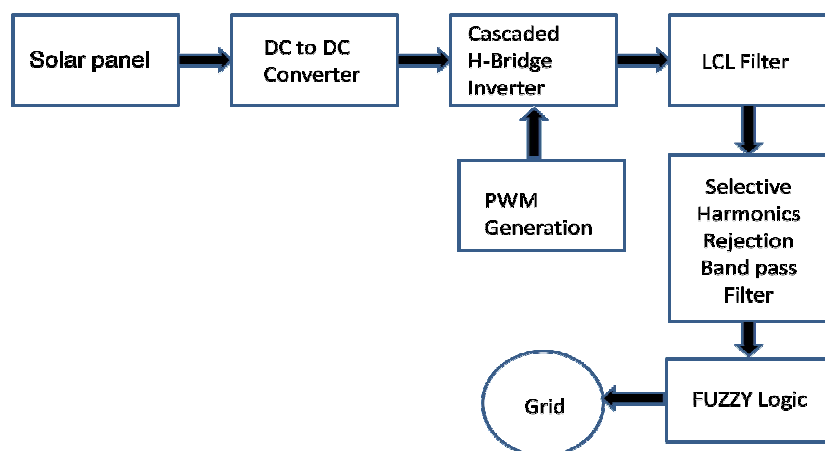 Solar panel
DC to DC
Converter
Cascaded
H-Bridge
Inverter
LCL Filter
PWM
Generation
Selective
Harmonics
Rejection
Band pass
Filter
FUZZY Logic
Grid